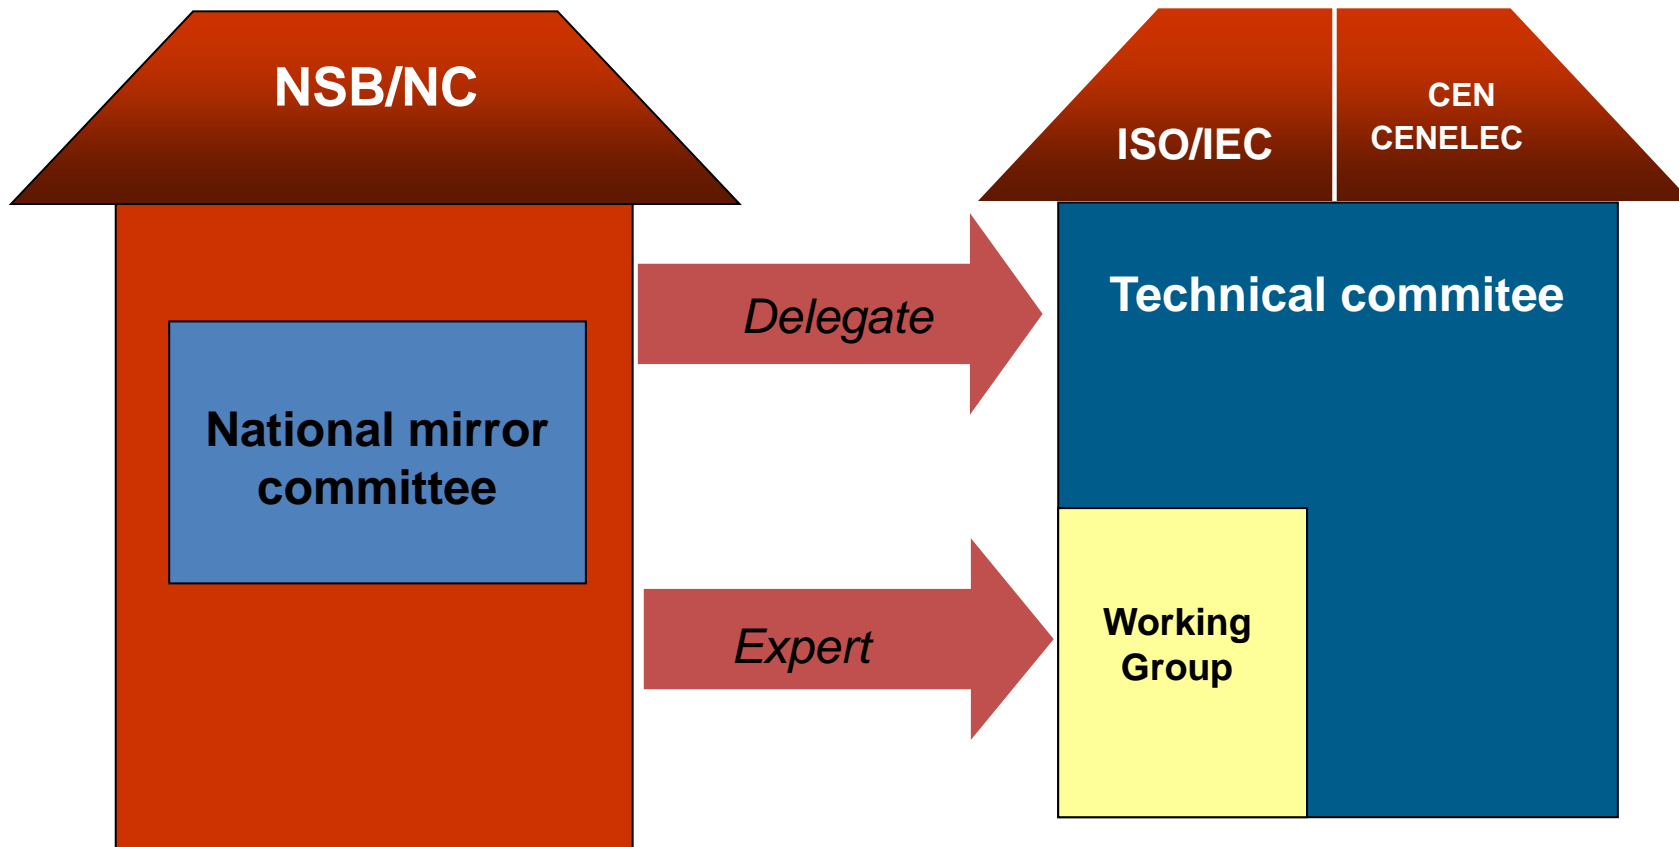 NSB/NC
National mirror
committee
Delegate
Expert
ISO/IEC
CEN
CENELEC
Technical commitee
Working
Group